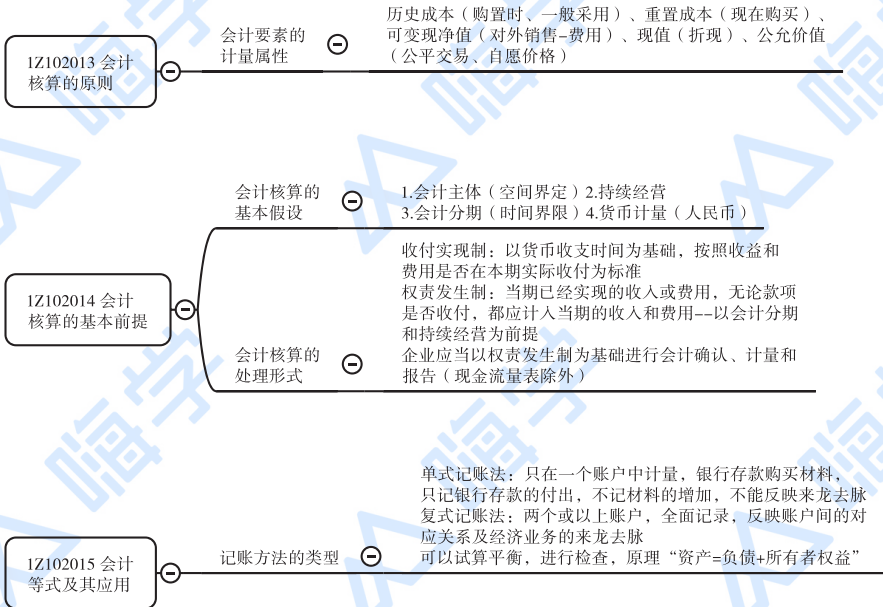 1Z102013 会计
核算的原则
会计要素的
计量属性
历史成本（购置时、一般采用）、重置成本（现在购买）、
可变现净值（对外销售-费用）、现值（折现）、公允价值
（公平交易、自愿价格）
1Z102014 会计
核算的基本前提
会计核算的
基本假设
1.会计主体（空间界定）2.持续经营
3.会计分期（时间界限）4.货币计量（人民币）
会计核算的
处理形式
收付实现制：以货币收支时间为基础，按照收益和
费用是否在本期实际收付为标准
权责发生制：当期已经实现的收入或费用，无论款项
是否收付，都应计入当期的收入和费用--以会计分期
和持续经营为前提
企业应当以权责发生制为基础进行会计确认、计量和
报告（现金流量表除外）
1Z102015 会计
等式及其应用
记账方法的类型
单式记账法：只在一个账户中计量，银行存款购买材料，
只记银行存款的付出，不记材料的增加，不能反映来龙去脉
复式记账法：两个或以上账户，全面记录，反映账户间的对
应关系及经济业务的来龙去脉
可以试算平衡，进行检查，原理“资产=负债+所有者权益”
嗨学
嗨学
嗨学
嗨学
嗨学
嗨学